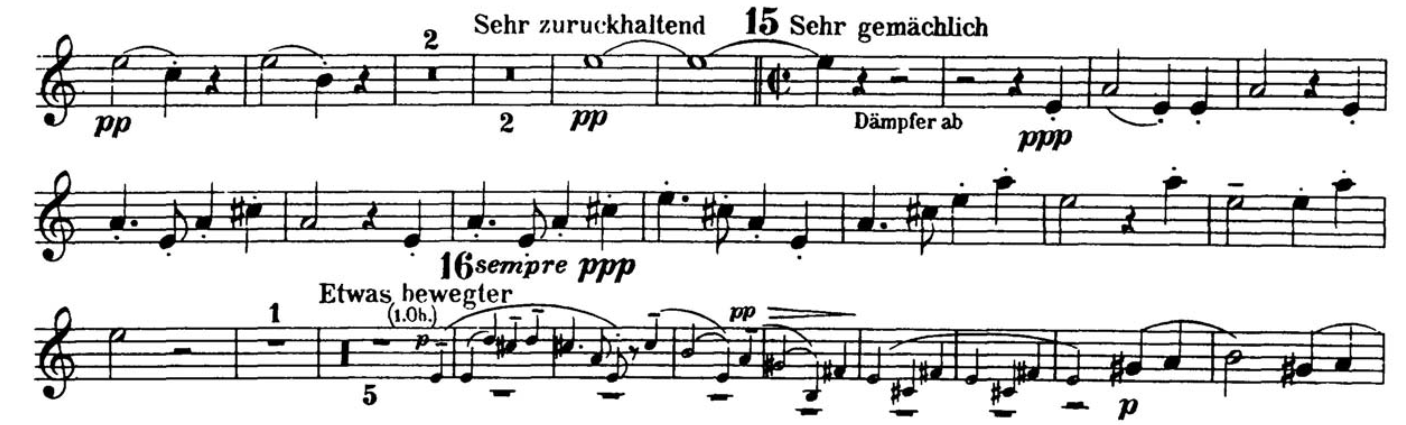 Sehr zuruckhaltend 15 Sehr gemächlich
2
pp 2 pp Dämpfer ab ppp
16 sempre ppp
Etwas bewegter
1 (1.Ob.) p pp
5 p